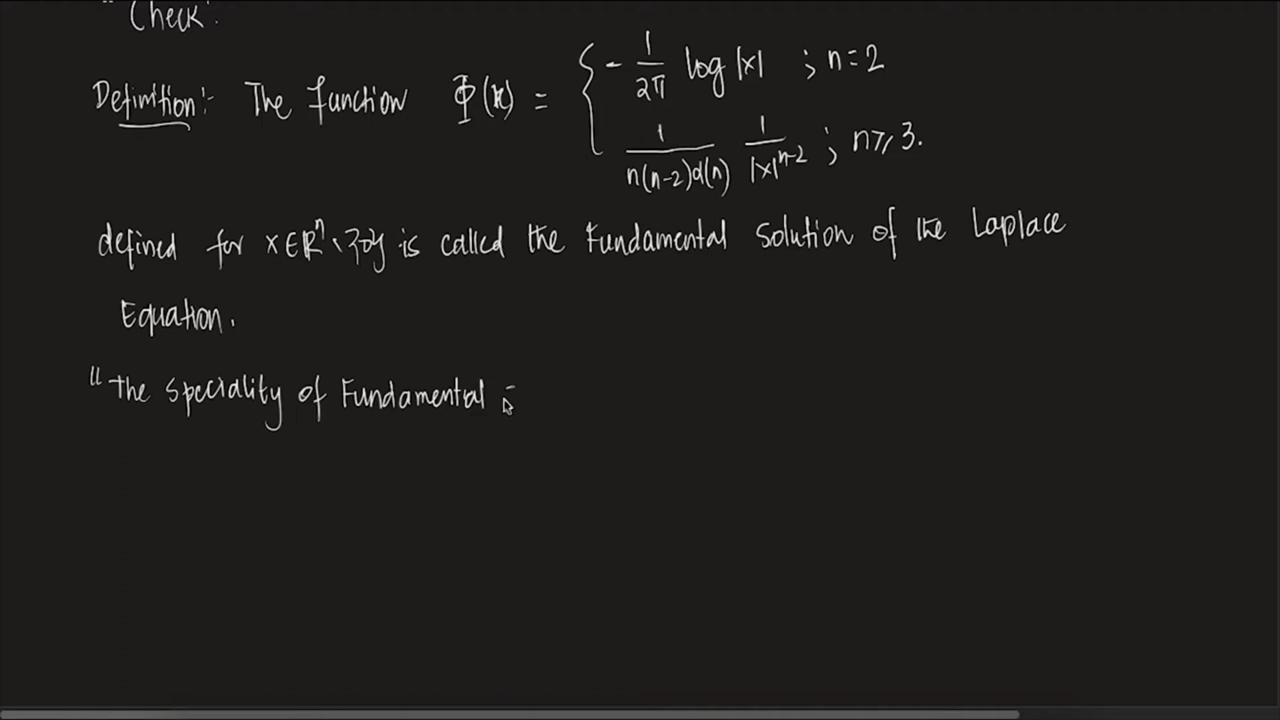 "Check".
Definition:- The function Φ(x) = { - 1/2π log |x| ; n=2
1/n(n-2)α(n) 1/|x|^{n-2} ; n≥3.
defined for x∈ℝⁿ∖{0} is called the Fundamental solution of the Laplace
Equation.
"The speciality of Fundamental